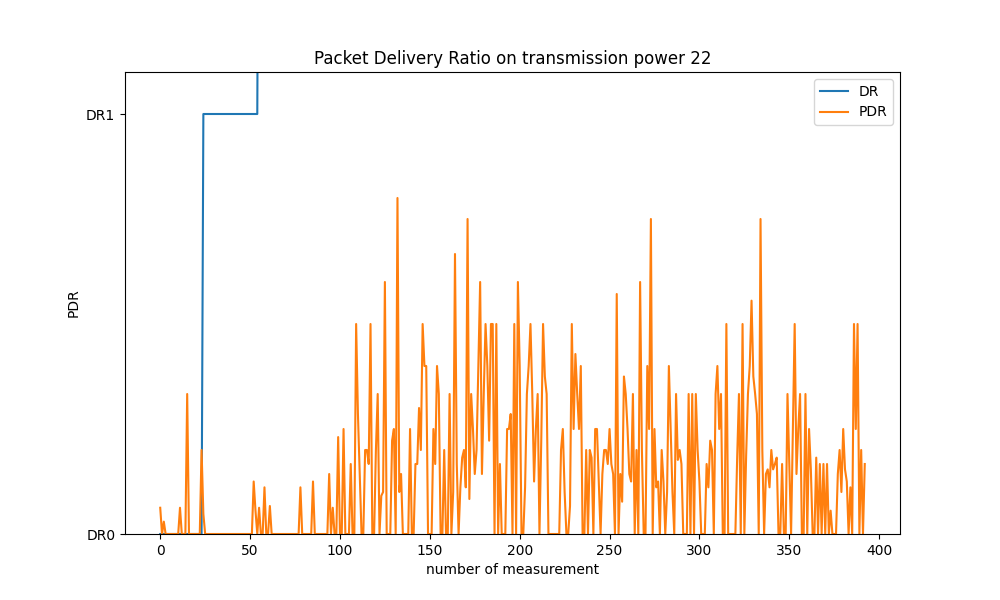 Packet Delivery Ratio on transmission power 22
DR
PDR
DR1
PDR
DR0
0 50 100 150 200 250 300 350 400
number of measurement